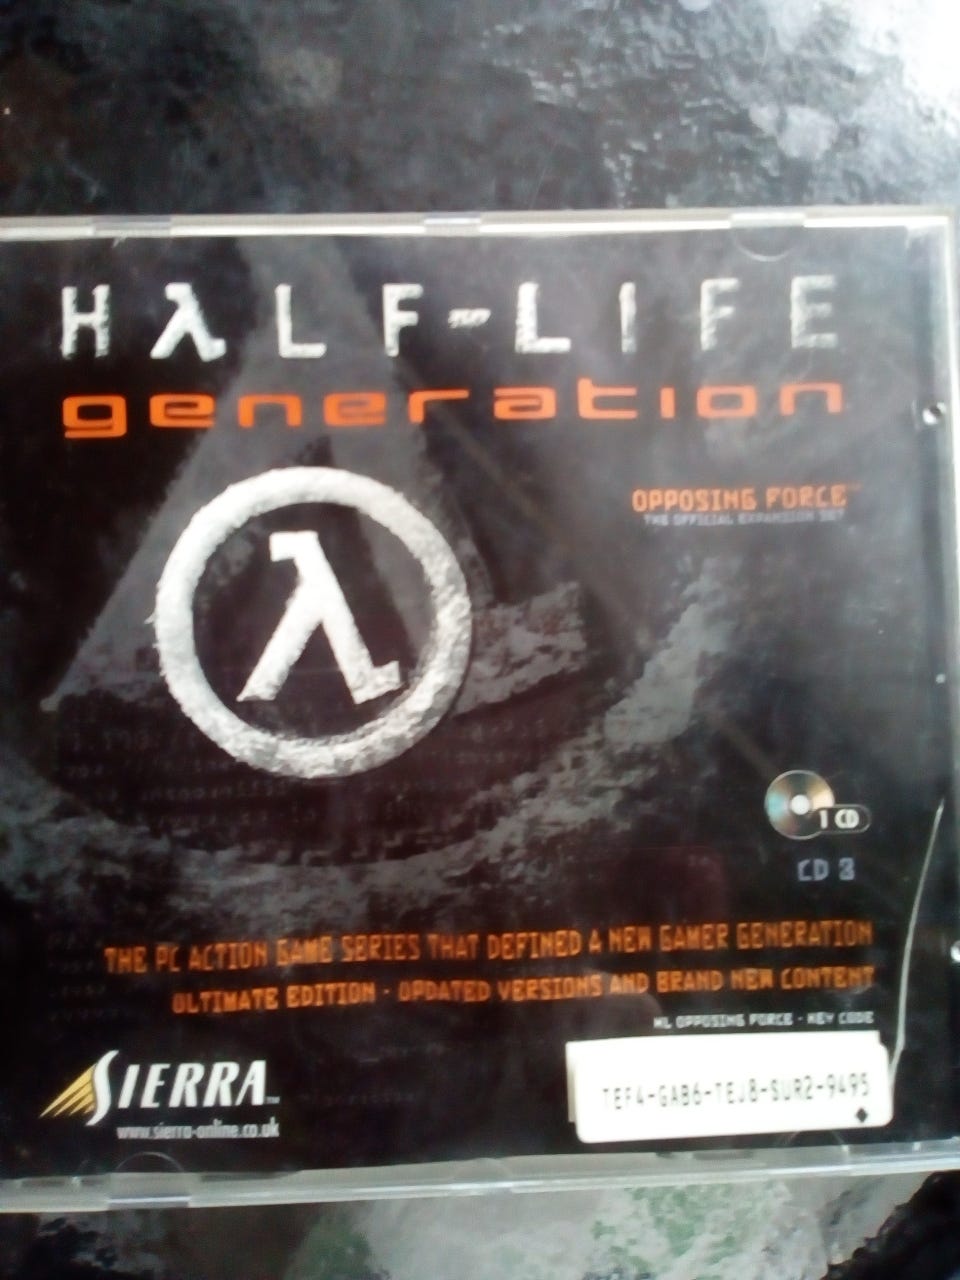 HλLF-LIFE
generation
OPPOSING FORCE™
THE OFFICIAL EXPANSION SET
1 CD
CD 3
THE PC ACTION GAME SERIES THAT DEFINED A NEW GAMER GENERATION
ULTIMATE EDITION · UPDATED VERSIONS AND BRAND NEW CONTENT
HL OPPOSING FORCE - KEY CODE
TEF4-GAB6-TEJ8-SUR2-9495
SIERRA™
www.sierra-online.co.uk